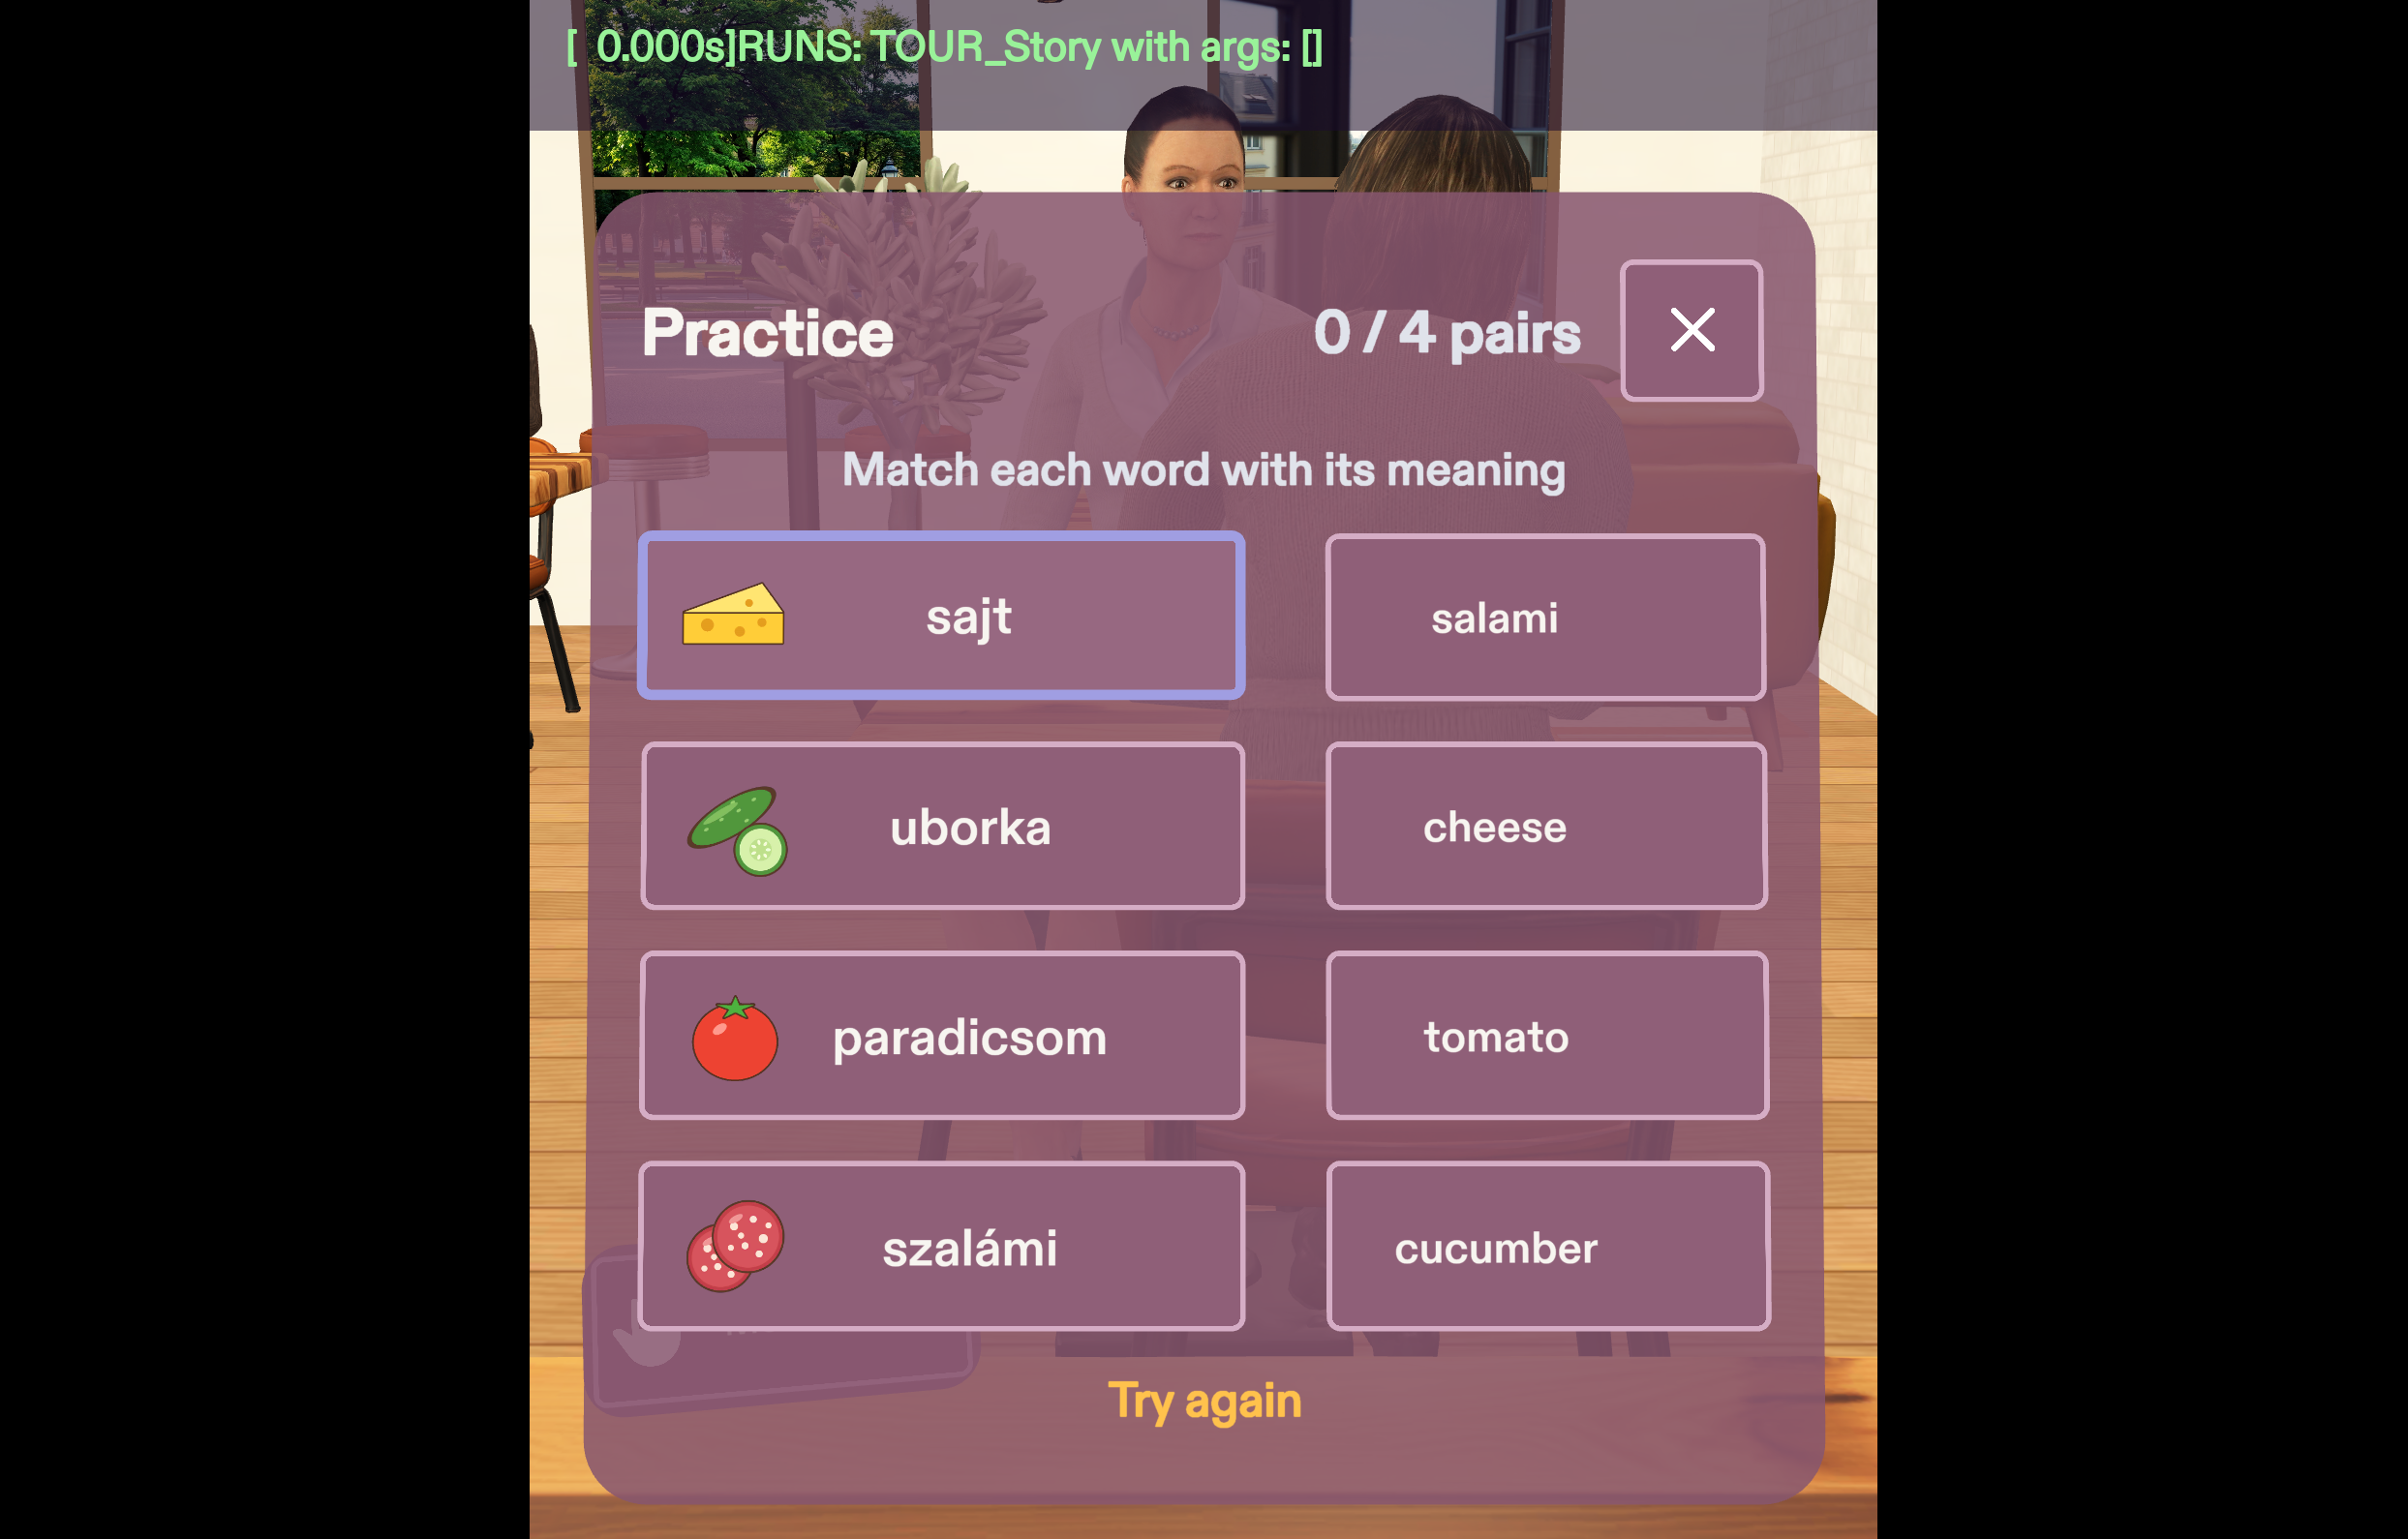 [ 0.000s]RUNS: TOUR_Story with args: []
Practice
0 / 4 pairs
Match each word with its meaning
sajt
salami
uborka
cheese
paradicsom
tomato
szalámi
cucumber
Try again